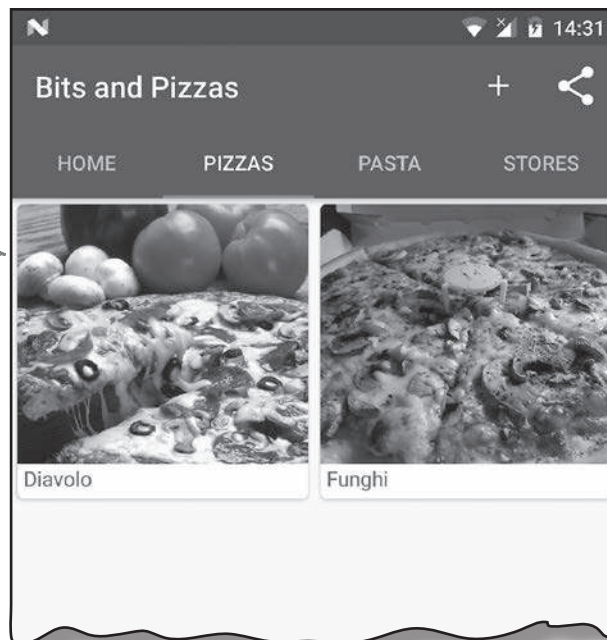 14:31
Bits and Pizzas +
HOME PIZZAS PASTA STORES
Diavolo Funghi